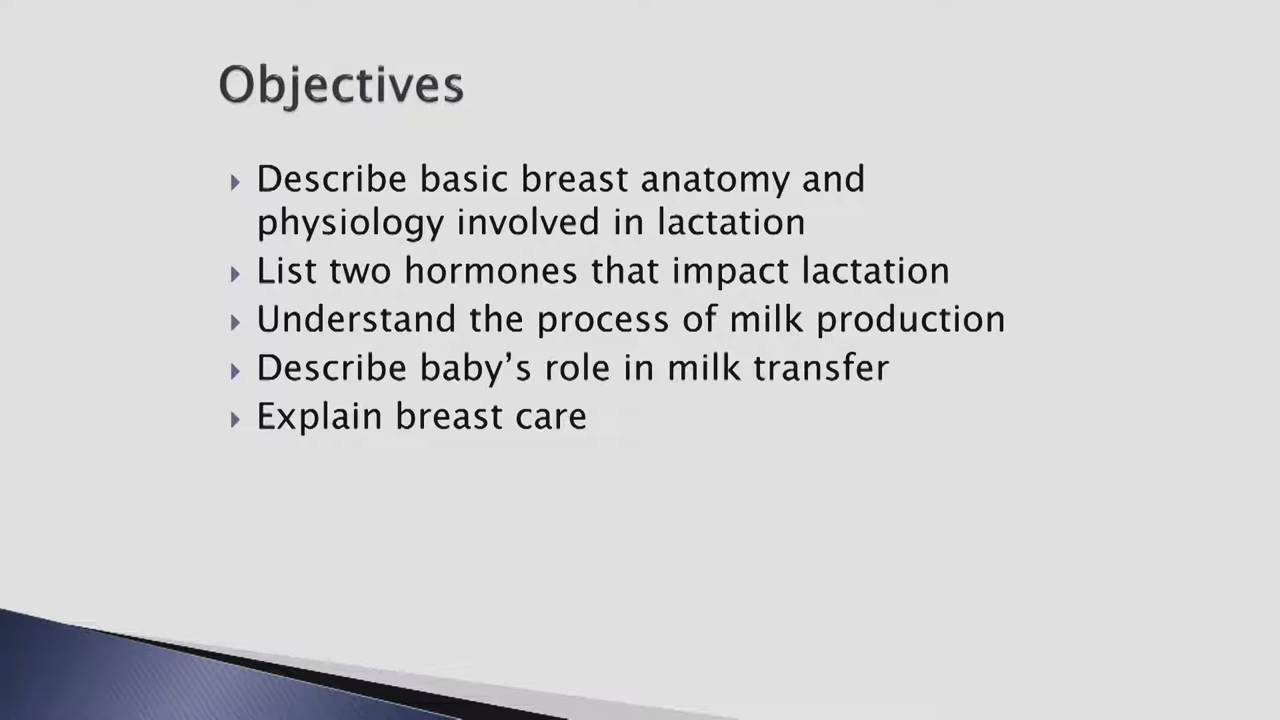 Objectives
Describe basic breast anatomy and
physiology involved in lactation
List two hormones that impact lactation
Understand the process of milk production
Describe baby’s role in milk transfer
Explain breast care